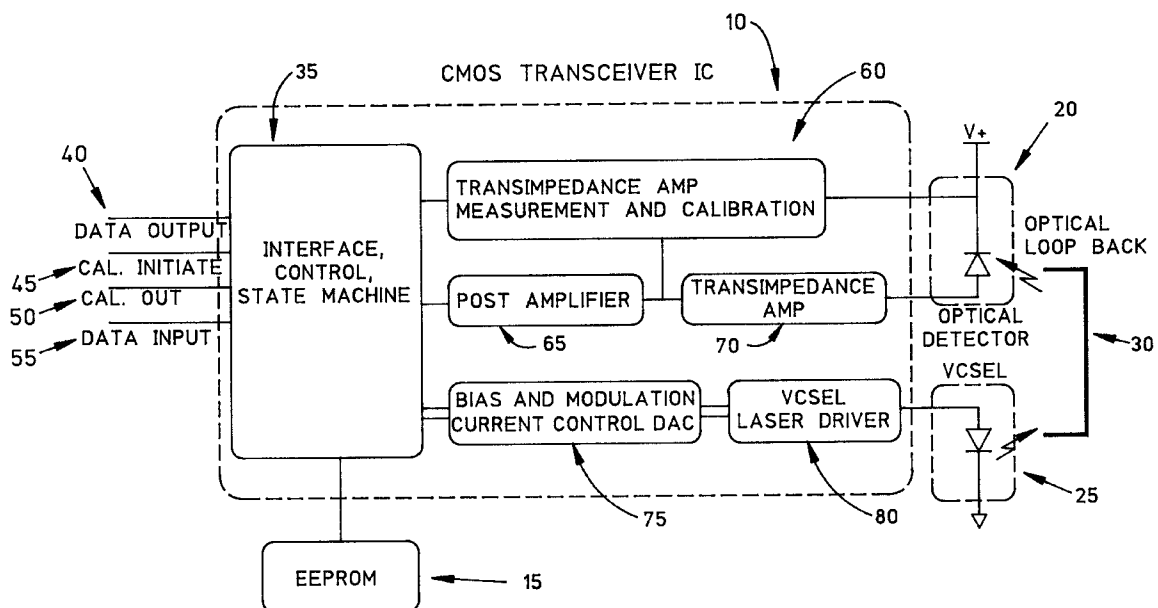 10
CMOS TRANSCEIVER IC
35
60
20
V+
40
DATA OUTPUT
45
CAL. INITIATE
50
CAL. OUT
55
DATA INPUT
INTERFACE,
CONTROL,
STATE MACHINE
TRANSIMPEDANCE AMP
MEASUREMENT AND CALIBRATION
POST AMPLIFIER
65
TRANSIMPEDANCE
AMP
70
OPTICAL
LOOP BACK
OPTICAL
DETECTOR
30
VCSEL
BIAS AND MODULATION
CURRENT CONTROL DAC
75
VCSEL
LASER DRIVER
80
25
EEPROM
15